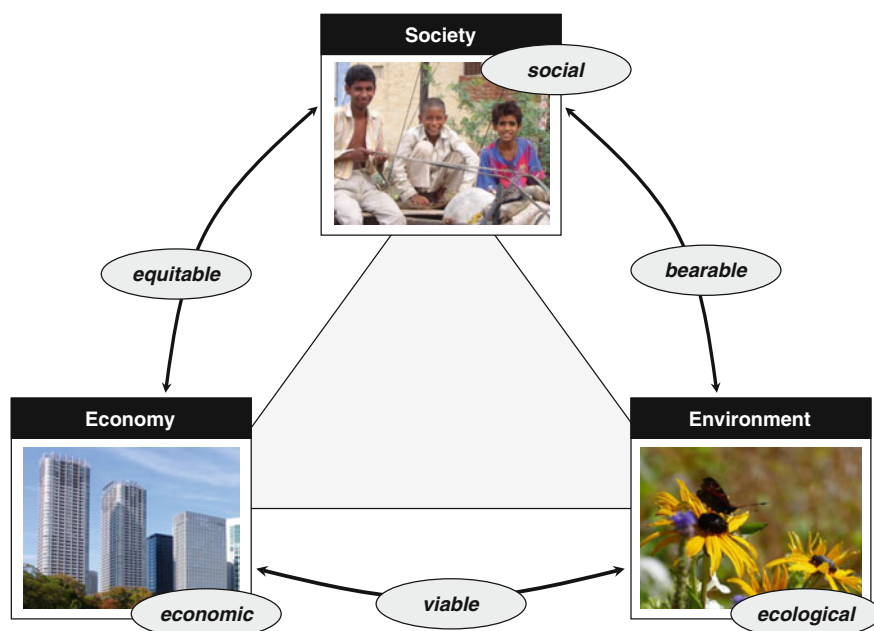 Society
social
equitable
bearable
Economy
Environment
economic
viable
ecological